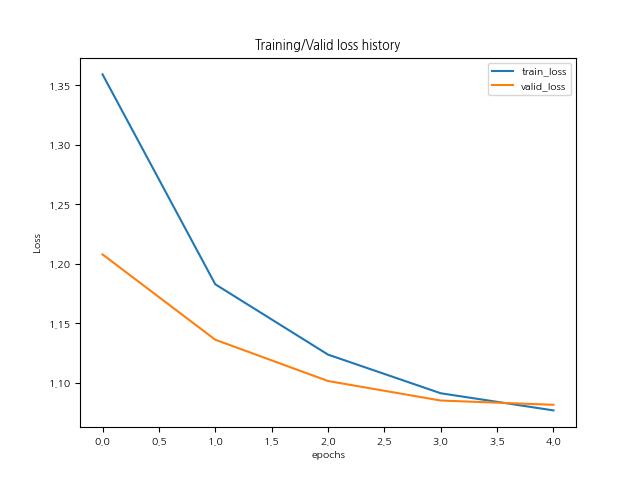 Training/Valid loss history
train_loss
valid_loss
1,35
1,30
1,25
1,20
1,15
1,10
Loss
0,0 0,5 1,0 1,5 2,0 2,5 3,0 3,5 4,0
epochs